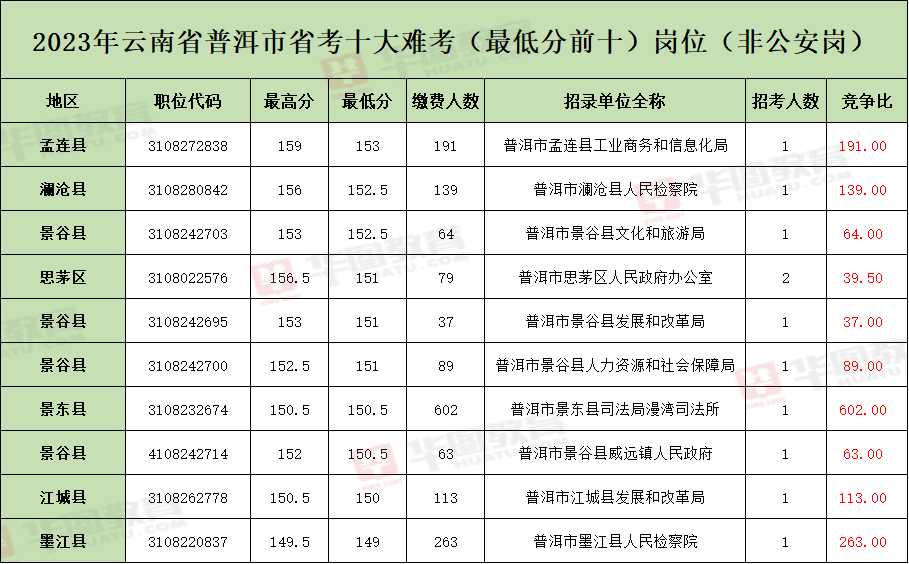 2023年云南省普洱市省考十大难考（最低分前十）岗位（非公安岗）
地区 职位代码 最高分 最低分 缴费人数 招录单位全称 招考人数 竞争比
孟连县 3108272838 159 153 191 普洱市孟连县工业商务和信息化局 1 191.00
澜沧县 3108280842 156 152.5 139 普洱市澜沧县人民检察院 1 139.00
景谷县 3108242703 153 152.5 64 普洱市景谷县文化和旅游局 1 64.00
思茅区 3108022576 156.5 151 79 普洱市思茅区人民政府办公室 2 39.50
景谷县 3108242695 153 151 37 普洱市景谷县发展和改革局 1 37.00
景谷县 3108242700 152.5 151 89 普洱市景谷县人力资源和社会保障局 1 89.00
景东县 3108232674 150.5 150.5 602 普洱市景东县司法局漫湾司法所 1 602.00
景谷县 4108242714 152 150.5 63 普洱市景谷县威远镇人民政府 1 63.00
江城县 3108262778 150.5 150 113 普洱市江城县发展和改革局 1 113.00
墨江县 3108220837 149.5 149 263 普洱市墨江县人民检察院 1 263.00
华图教育
HUATU.COM